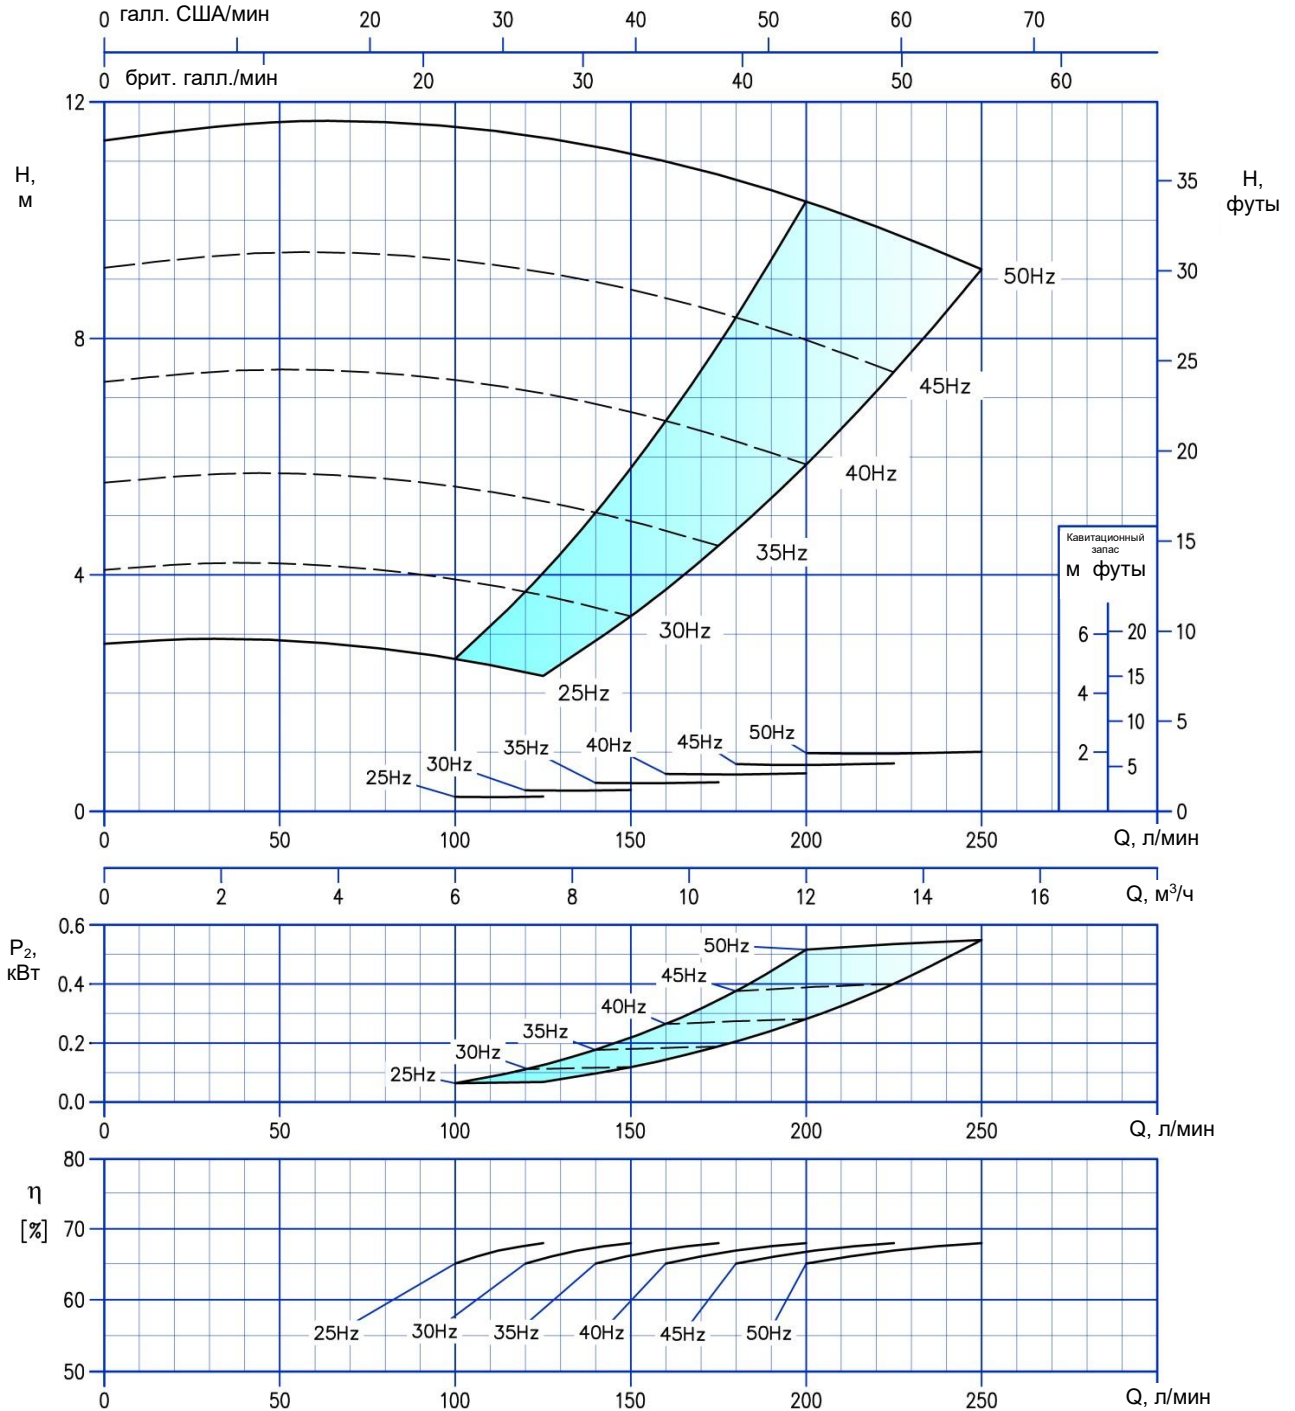 0 галл. США/мин 20 30 40 50 60 70
0 брит. галл./мин 20 30 40 50 60
12
H,
м
35
H,
футы
30
50Hz
8
25
45Hz
20
40Hz
15
Кавитационный
запас
м футы
35Hz
4
30Hz
6 20 10
25Hz
15
4
10 5
50Hz
45Hz
40Hz
35Hz
2
30Hz
5
25Hz
0 0
0 50 100 150 200 250 Q, л/мин
0 2 4 6 8 10 12 14 16 Q, м³/ч
0.6
P₂,
кВт
50Hz
45Hz
0.4
40Hz
35Hz
0.2
30Hz
25Hz
0.0
0 50 100 150 200 250 Q, л/мин
80
η
[%]
70
60
25Hz 30Hz 35Hz 40Hz 45Hz 50Hz
50
0 50 100 150 200 250 Q, л/мин